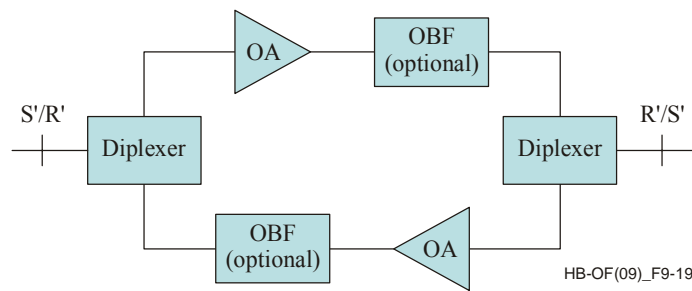 OA
OBF
(optional)
S'/R'
R'/S'
Diplexer
Diplexer
OBF
(optional)
OA
HB-OF(09)_F9-19